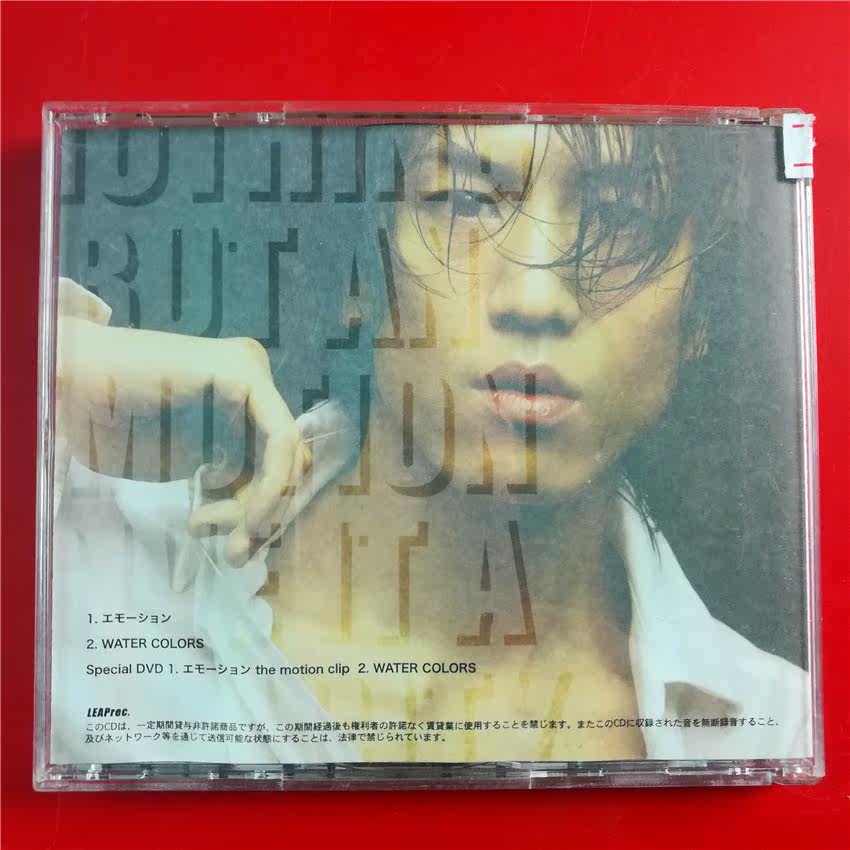 BUT AN
MOTION
IT A
1. エモーション
2. WATER COLORS
Special DVD 1. エモーション the motion clip 2. WATER COLORS
LEAPrec.
このCDは、一定期間貸与非許諾商品ですが、この期間経過後も権利者の許諾なく賃貸業に使用することを禁じます。またこのCDに収録された音を無断録音すること、
及びネットワーク等を通じて送信可能な状態にすることは、法律で禁じられています。